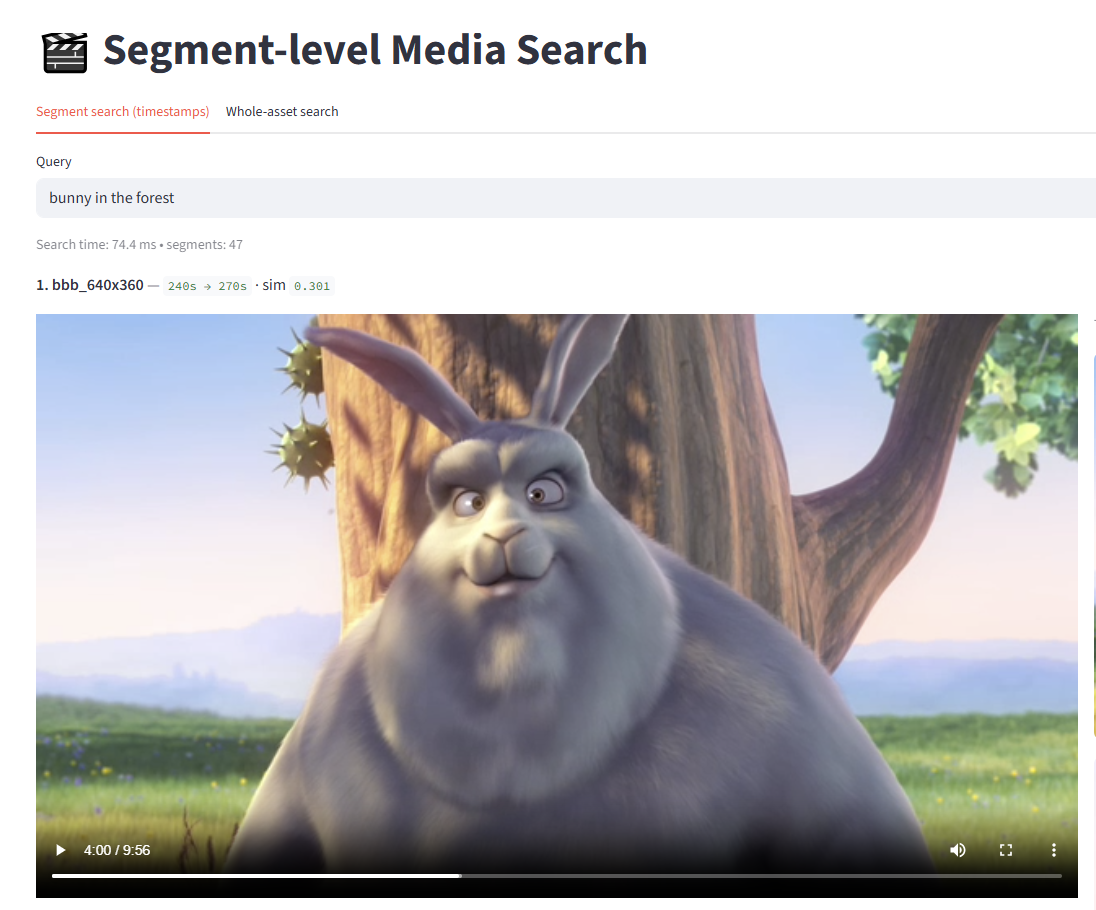 Segment-level Media Search
Segment search (timestamps) Whole-asset search
Query
bunny in the forest
Search time: 74.4 ms • segments: 47
1. bbb_640x360 — 240s → 270s · sim 0.301
4:00 / 9:56